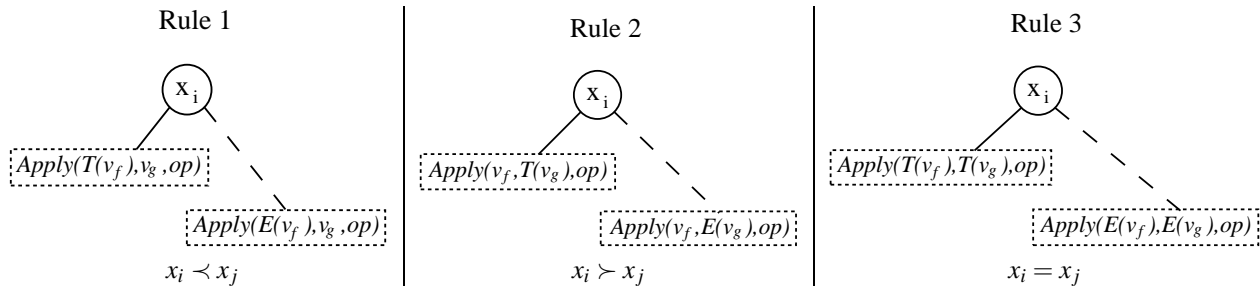 Rule 1
x_i
Apply(T(v_f),v_g,op)
Apply(E(v_f),v_g,op)
x_i ≺ x_j
Rule 2
x_i
Apply(v_f,T(v_g),op)
Apply(v_f,E(v_g),op)
x_i ≻ x_j
Rule 3
x_i
Apply(T(v_f),T(v_g),op)
Apply(E(v_f),E(v_g),op)
x_i = x_j